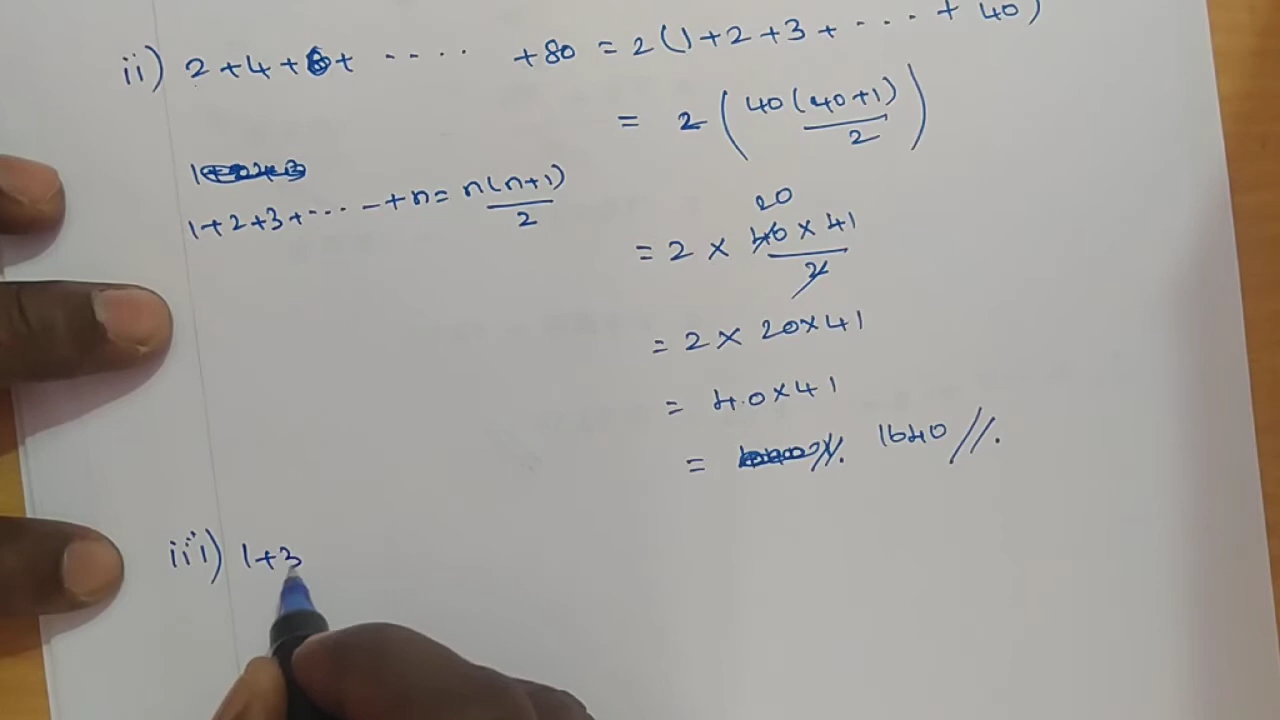 ii) 2+4+6+ ---- +80 = 2(1+2+3+ ---- + 40)
= 2 ( 40(40+1) / 2 )
1+2+3+ ---- +n = n(n+1) / 2
20
= 2 × 40 × 41 / 2
= 2 × 20×41
= 40×41
= 1640 //.
iii) 1+3